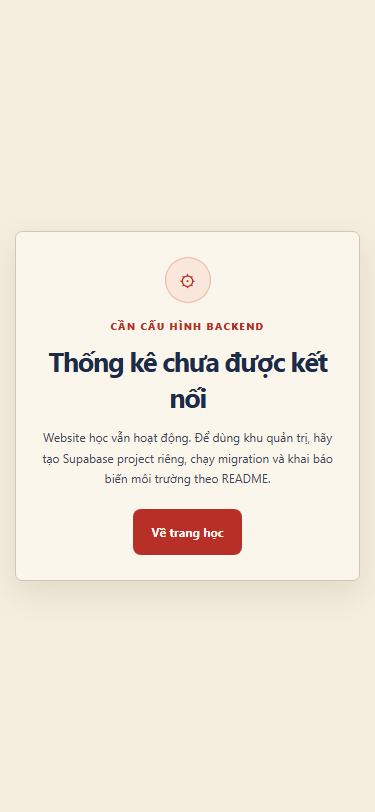 CẦN CẤU HÌNH BACKEND
Thống kê chưa được kết
nối
Website học vẫn hoạt động. Để dùng khu quản trị, hãy
tạo Supabase project riêng, chạy migration và khai báo
biến môi trường theo README.
Về trang học